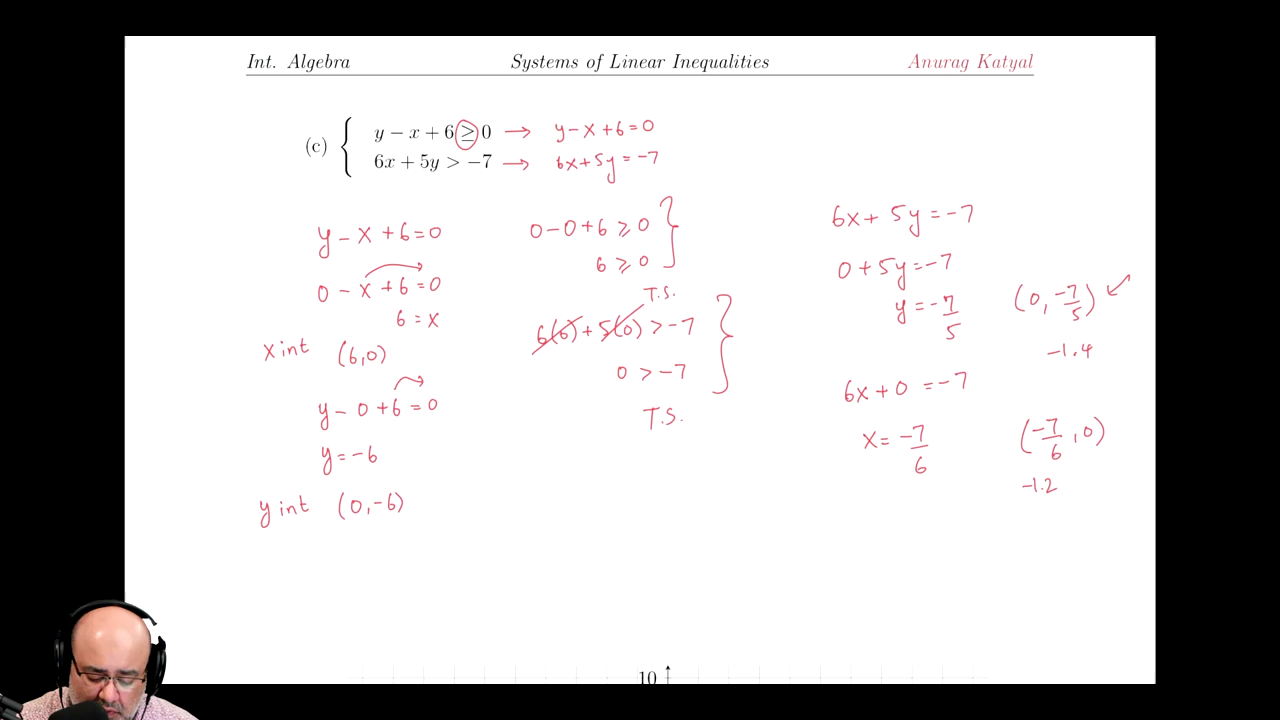 Int. Algebra Systems of Linear Inequalities Anurag Katyal
(c) { y − x + 6 ≥ 0 → y − x + 6 = 0
6x + 5y > −7 → 6x + 5y = −7
y − x + 6 = 0
0 − x + 6 = 0
6 = x
x int (6,0)
y − 0 + 6 = 0
y = −6
y int (0,−6)
0 − 0 + 6 ≥ 0
6 ≥ 0
T.S.
6(0) + 5(0) > −7
0 > −7
T.S.
6x + 5y = −7
0 + 5y = −7
y = −7/5 (0, −7/5)
−1.4
6x + 0 = −7
x = −7/6 (−7/6, 0)
−1.2
10